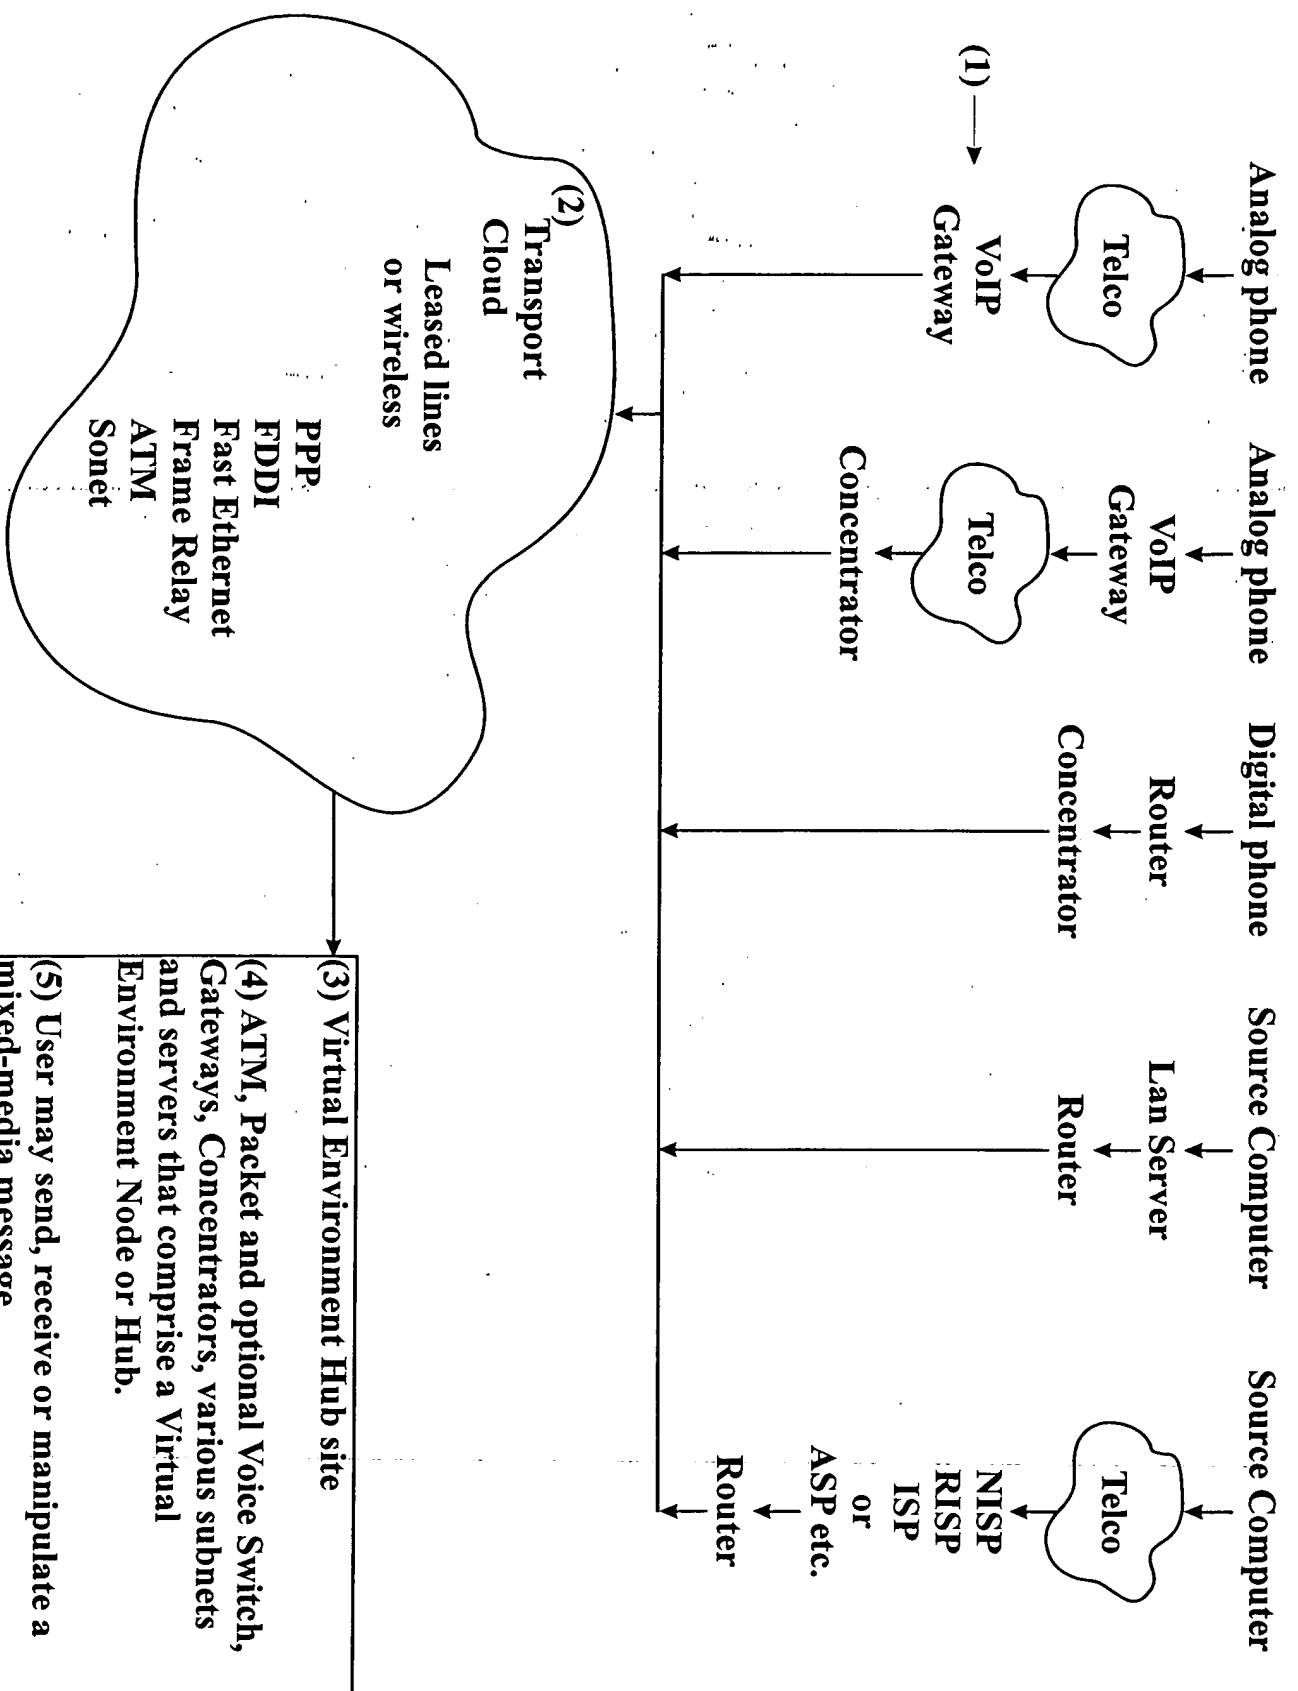 Analog phone
Telco
VoIP
Gateway
(1)
Analog phone
VoIP
Gateway
Telco
Concentrator
Digital phone
Router
Concentrator
Source Computer
Lan Server
Router
Source Computer
Telco
NISP
RISP
ISP
or
ASP etc.
Router
(2)
Transport
Cloud
Leased lines
or wireless
PPP
FDDI
Fast Ethernet
Frame Relay
ATM
Sonet
(3) Virtual Environment Hub site
(4) ATM, Packet and optional Voice Switch,
Gateways, Concentrators, various subnets
and servers that comprise a Virtual
Environment Node or Hub.
(5) User may send, receive or manipulate a
mixed-media message